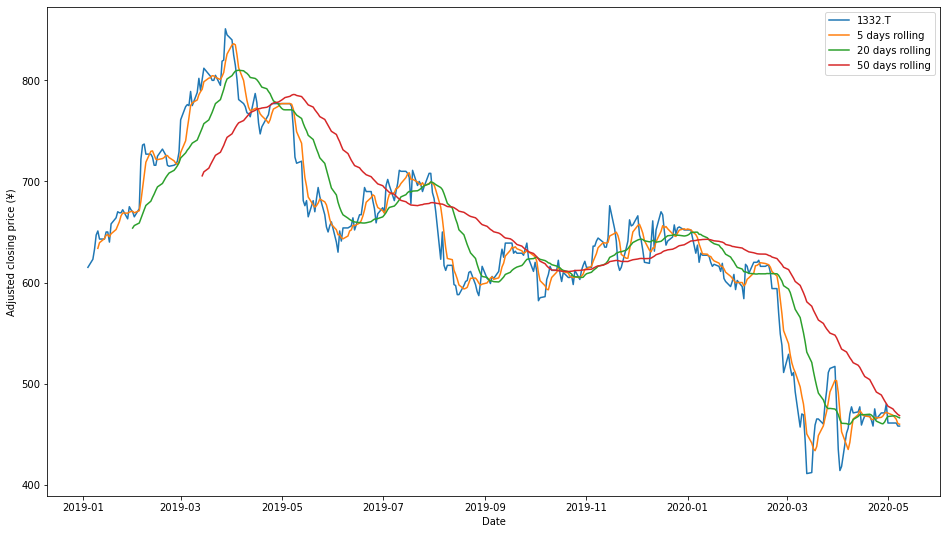 1332.T
5 days rolling
20 days rolling
50 days rolling
Adjusted closing price (¥)
800
700
600
500
400
2019-01 2019-03 2019-05 2019-07 2019-09 2019-11 2020-01 2020-03 2020-05
Date